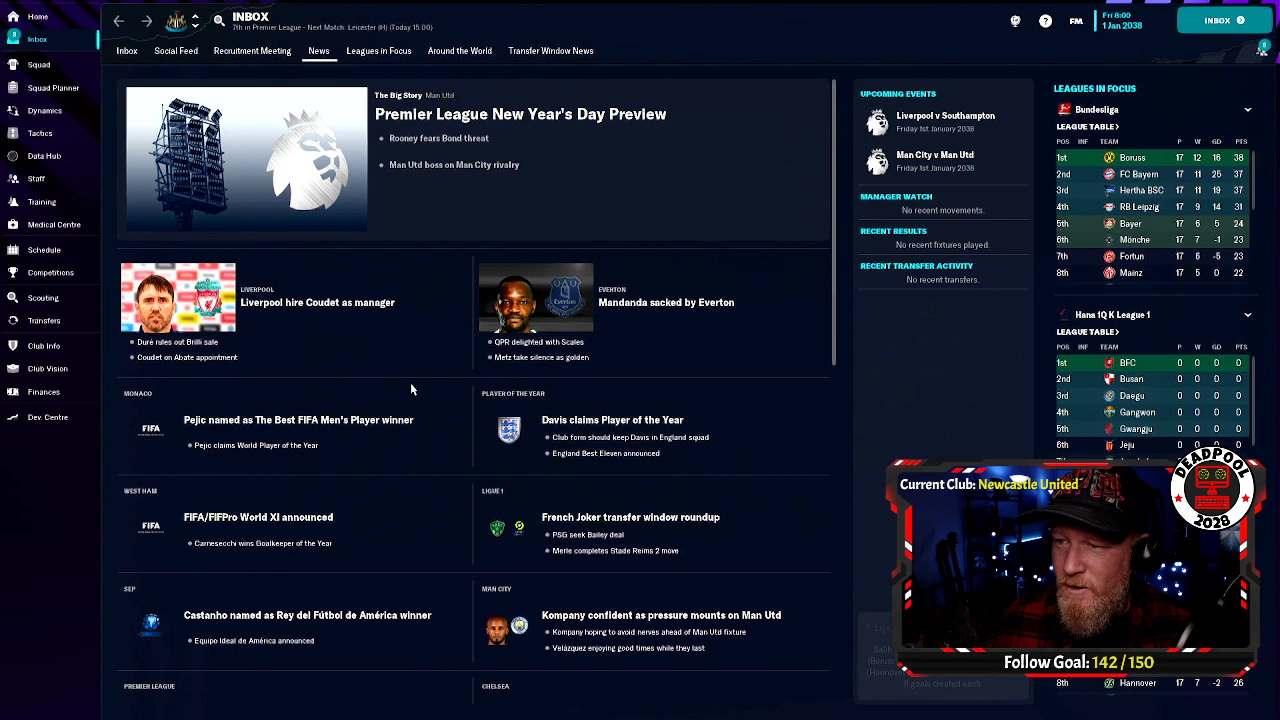 Home
8
Inbox
Squad
Squad Planner
Dynamics
Tactics
Data Hub
Staff
Training
Medical Centre
Schedule
Competitions
Scouting
Transfers
Club Info
Club Vision
Finances
Dev. Centre
INBOX
7th in Premier League - Next Match: Leicester (H) (Today 15:00)
FM
Fri 8:00
1 Jan 2038
INBOX
Inbox
Social Feed
Recruitment Meeting
News
Leagues in Focus
Around the World
Transfer Window News
The Big Story Man Utd
Premier League New Year's Day Preview
Rooney fears Bond threat
Man Utd boss on Man City rivalry
LIVERPOOL
Liverpool hire Coudet as manager
Duré rules out Brilli sale
Coudet on Abate appointment
EVERTON
Mandanda sacked by Everton
QPR delighted with Scales
Metz take silence as golden
MONACO
FIFA
Pejic named as The Best FIFA Men's Player winner
Pejic claims World Player of the Year
PLAYER OF THE YEAR
Davis claims Player of the Year
Club form should keep Davis in England squad
England Best Eleven announced
WEST HAM
FIFA
FIFA/FIFPro World XI announced
Carnesecchi wins Goalkeeper of the Year
LIGUE 1
French Joker transfer window roundup
PSG seek Bailey deal
Merle completes Stade Reims 2 move
SEP
Castanho named as Rey del Fútbol de América winner
Equipo Ideal de América announced
MAN CITY
Kompany confident as pressure mounts on Man Utd
Kompany hoping to avoid nerves ahead of Man Utd fixture
Velázquez enjoying good times while they last
PREMIER LEAGUE
CHELSEA
UPCOMING EVENTS
Liverpool v Southampton
Friday 1st January 2038
Man City v Man Utd
Friday 1st January 2038
MANAGER WATCH
No recent movements.
RECENT RESULTS
No recent fixtures played.
RECENT TRANSFER ACTIVITY
No recent transfers.
LEAGUES IN FOCUS
Bundesliga
LEAGUE TABLE
POS INF TEAM P W GD PTS
1st Boruss 17 12 16 38
2nd FC Bayern 17 11 25 37
3rd Hertha BSC 17 11 19 37
4th RB Leipzig 17 9 14 31
5th Bayer 17 6 5 24
6th Mönche 17 7 -1 23
7th Fortun 17 6 -5 23
8th Mainz 17 5 0 22
Hana 1Q K League 1
LEAGUE TABLE
POS INF TEAM P W GD PTS
1st BFC 0 0 0 0
2nd Busan 0 0 0 0
3rd Daegu 0 0 0 0
4th Gangwon 0 0 0 0
5th Gwangju 0 0 0 0
6th Jeju 0 0 0 0
Current Club: Newcastle United
DEADPOOL
2028
Follow Goal: 142 / 150
8th Hannover 17 7 -2 26